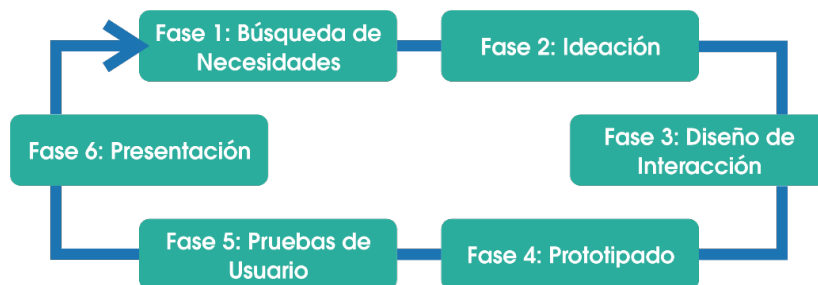 Fase 1: Búsqueda de
Necesidades
Fase 2: Ideación
Fase 3: Diseño de
Interacción
Fase 4: Prototipado
Fase 5: Pruebas de
Usuario
Fase 6: Presentación